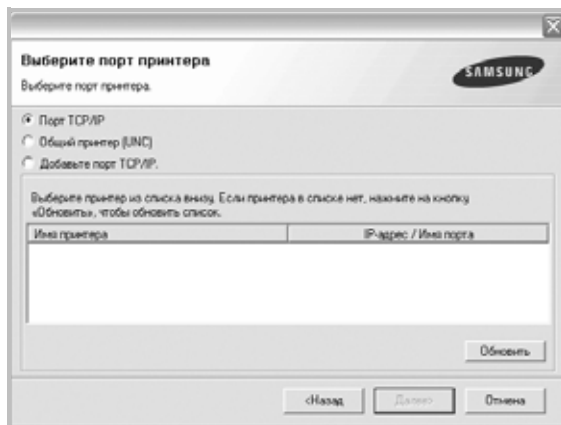 Выберите порт принтера
Выберите порт принтера.
SAMSUNG
Порт TCP/IP
Общий принтер (UNC)
Добавьте порт TCP/IP.
Выберите принтер из списка внизу. Если принтера в списке нет, нажмите на кнопку
«Обновить», чтобы обновить список.
Имя принтера IP-адрес / Имя порта
Обновить
<Назад Далее> Отмена